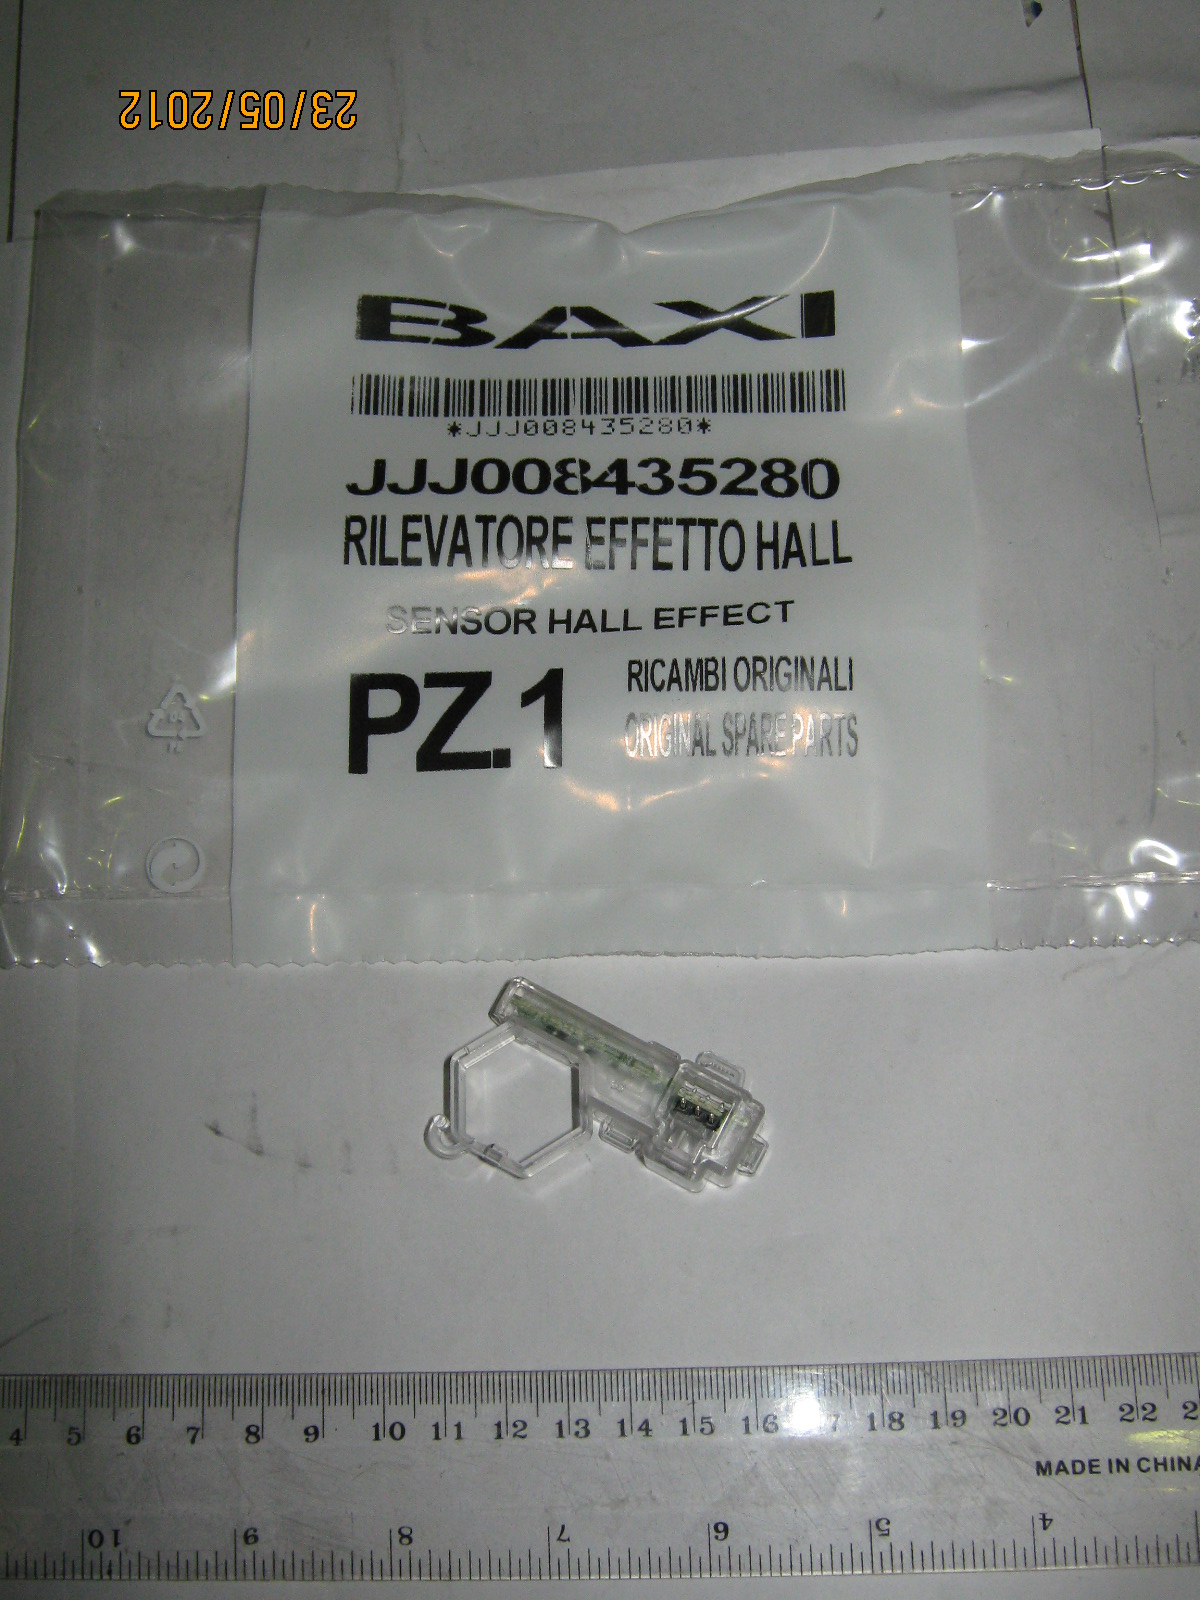 23/05/2012
BAXI
*JJJ008435280*
JJJ008435280
RILEVATORE EFFETTO HALL
SENSOR HALL EFFECT
PZ.1
RICAMBI ORIGINALI
ORIGINAL SPARE PARTS
4 5 6 7 8 9 10 11 12 13 14 15 16 7 18 19 20 21 22 2
MADE IN CHINA
10 9 8 7 6 5 4